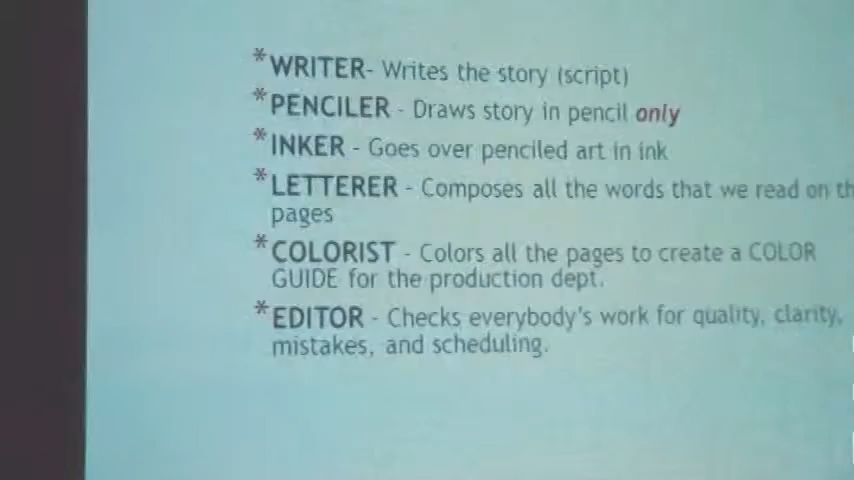 *WRITER- Writes the story (script)
*PENCILER - Draws story in pencil only
*INKER - Goes over penciled art in ink
*LETTERER - Composes all the words that we read on th
pages
*COLORIST - Colors all the pages to create a COLOR
GUIDE for the production dept.
*EDITOR - Checks everybody's work for quality, clarity,
mistakes, and scheduling.